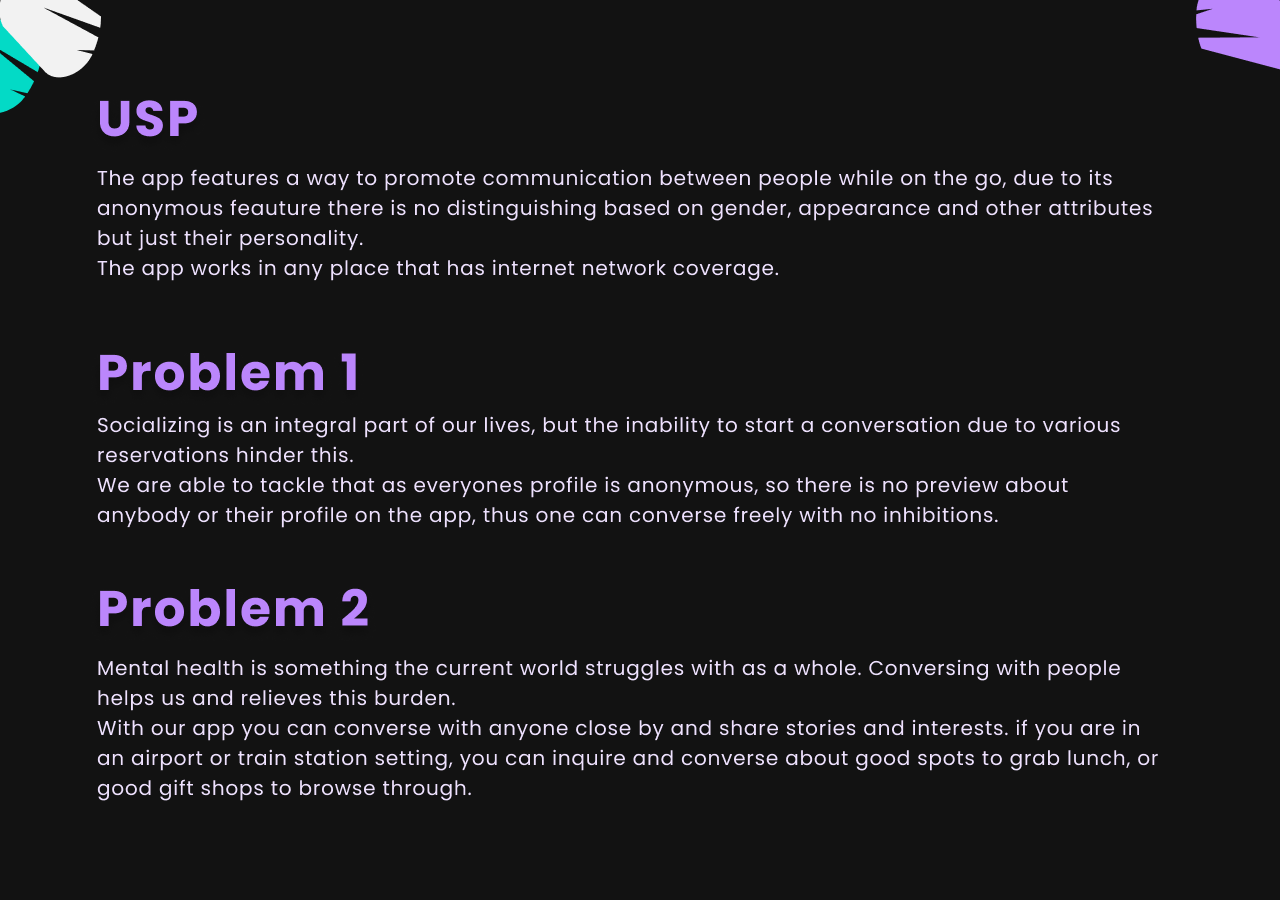 USP
The app features a way to promote communication between people while on the go, due to its
anonymous feauture there is no distinguishing based on gender, appearance and other attributes
but just their personality.
The app works in any place that has internet network coverage.
Problem 1
Socializing is an integral part of our lives, but the inability to start a conversation due to various
reservations hinder this.
We are able to tackle that as everyones profile is anonymous, so there is no preview about
anybody or their profile on the app, thus one can converse freely with no inhibitions.
Problem 2
Mental health is something the current world struggles with as a whole. Conversing with people
helps us and relieves this burden.
With our app you can converse with anyone close by and share stories and interests. if you are in
an airport or train station setting, you can inquire and converse about good spots to grab lunch, or
good gift shops to browse through.